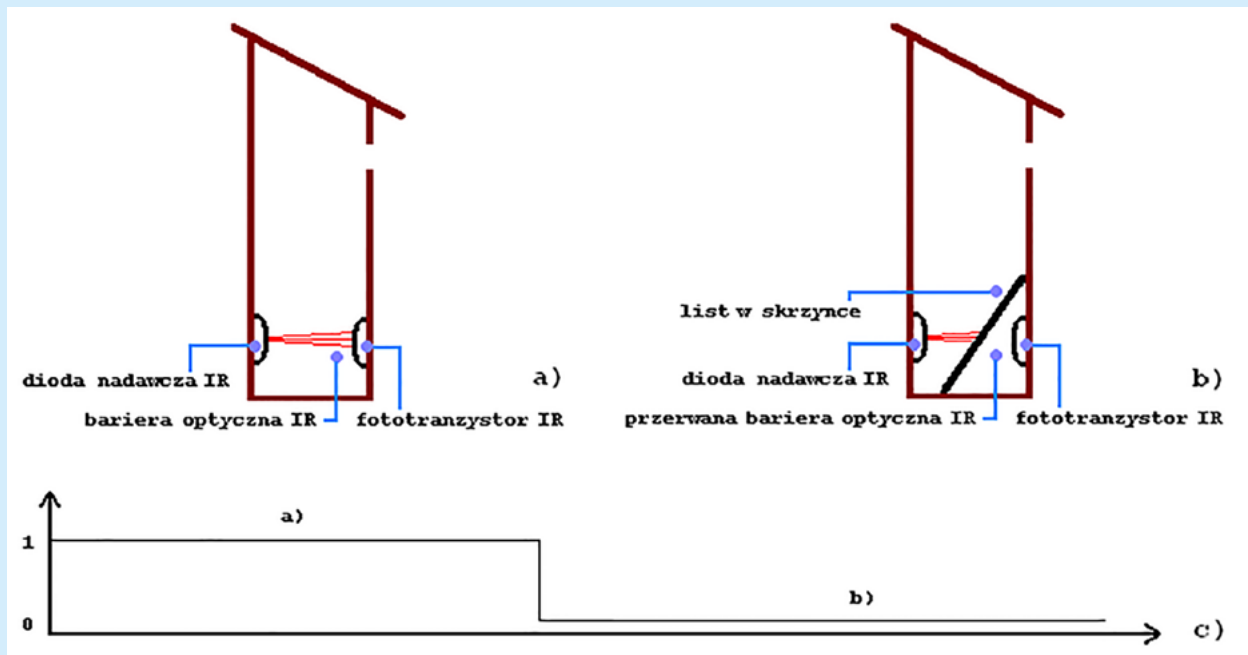 dioda nadawcza IR
bariera optyczna IR
fototranzystor IR
a)
list w skrzynce
dioda nadawcza IR
przerwana bariera optyczna IR
fototranzystor IR
b)
a)
1
b)
0
c)